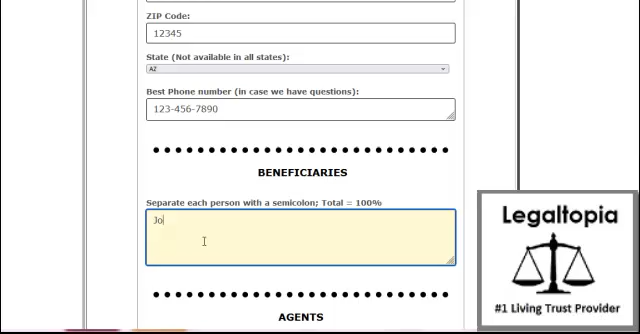 ZIP Code:
12345
State (Not available in all states):
AZ
Best Phone number (in case we have questions):
123-456-7890
BENEFICIARIES
Separate each person with a semicolon; Total = 100%
Jo
AGENTS
Legaltopia
#1 Living Trust Provider